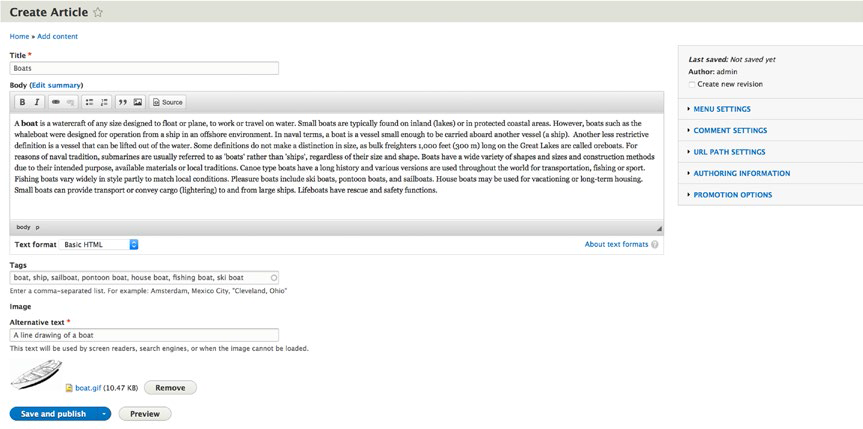 Create Article
Home » Add content
Title *
Boats
Body (Edit summary)
B I Source
A boat is a watercraft of any size designed to float or plane, to work or travel on water. Small boats are typically found on inland (lakes) or in protected coastal areas. However, boats such as the
whaleboat were designed for operation from a ship in an offshore environment. In naval terms, a boat is a vessel small enough to be carried aboard another vessel (a ship). Another less restrictive
definition is a vessel that can be lifted out of the water. Some definitions do not make a distinction in size, as bulk freighters 1,000 feet (300 m) long on the Great Lakes are called oreboats. For
reasons of naval tradition, submarines are usually referred to as 'boats' rather than 'ships', regardless of their size and shape. Boats have a wide variety of shapes and sizes and construction methods
due to their intended purpose, available materials or local traditions. Canoe type boats have a long history and various versions are used throughout the world for transportation, fishing or sport.
Fishing boats vary widely in style partly to match local conditions. Pleasure boats include ski boats, pontoon boats, and sailboats. House boats may be used for vacationing or long-term housing.
Small boats can provide transport or convey cargo (lightering) to and from large ships. Lifeboats have rescue and safety functions.
body p
Text format Basic HTML
About text formats ?
Tags
boat, ship, sailboat, pontoon boat, house boat, fishing boat, ski boat
Enter a comma-separated list. For example: Amsterdam, Mexico City, "Cleveland, Ohio"
Image
Alternative text *
A line drawing of a boat
This text will be used by screen readers, search engines, or when the image cannot be loaded.
boat.gif (10.47 KB) Remove
Save and publish Preview
Last saved: Not saved yet
Author: admin
Create new revision
MENU SETTINGS
COMMENT SETTINGS
URL PATH SETTINGS
AUTHORING INFORMATION
PROMOTION OPTIONS